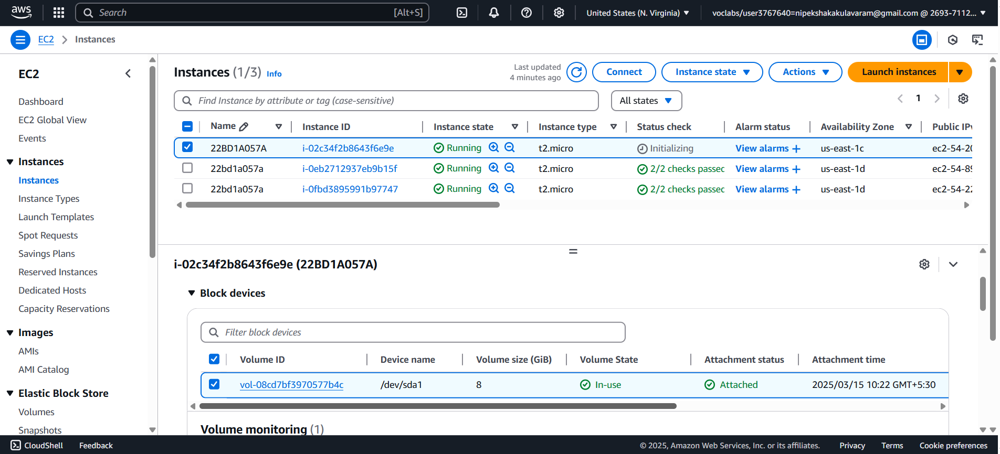 aws
Search [Alt+S]
United States (N. Virginia)
voclabs/user3767640=nipekshakakulavaram@gmail.com @ 2693-7112...
EC2 Instances
EC2
Dashboard
EC2 Global View
Events
Instances
Instances
Instance Types
Launch Templates
Spot Requests
Savings Plans
Reserved Instances
Dedicated Hosts
Capacity Reservations
Images
AMIs
AMI Catalog
Elastic Block Store
Volumes
Snapshots
Instances (1/3) Info
Last updated
4 minutes ago
Connect
Instance state
Actions
Launch instances
Find Instance by attribute or tag (case-sensitive)
All states
1
Name Instance ID Instance state Instance type Status check Alarm status Availability Zone Public IPv
22BD1A057A i-02c34f2b8643f6e9e Running t2.micro Initializing View alarms + us-east-1c ec2-54-20
22bd1a057a i-0eb2712937eb9b15f Running t2.micro 2/2 checks passed View alarms + us-east-1d ec2-54-89
22bd1a057a i-0fbd3895991b97747 Running t2.micro 2/2 checks passed View alarms + us-east-1d ec2-54-22
i-02c34f2b8643f6e9e (22BD1A057A)
Block devices
Filter block devices
Volume ID Device name Volume size (GiB) Volume State Attachment status Attachment time
vol-08cd7bf3970577b4c /dev/sda1 8 In-use Attached 2025/03/15 10:22 GMT+5:30
Volume monitoring (1)
CloudShell Feedback © 2025, Amazon Web Services, Inc. or its affiliates. Privacy Terms Cookie preferences